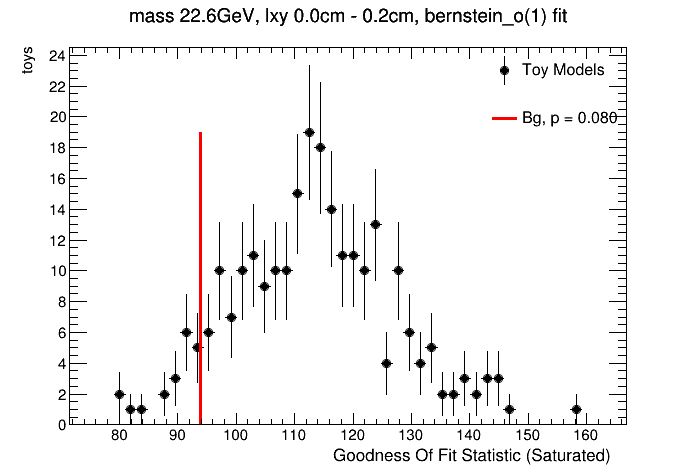 mass 22.6GeV, lxy 0.0cm - 0.2cm, bernstein_o(1) fit
toys
24
22
20
18
16
14
12
10
8
6
4
2
0
Toy Models
Bg, p = 0.080
80 90 100 110 120 130 140 150 160
Goodness Of Fit Statistic (Saturated)